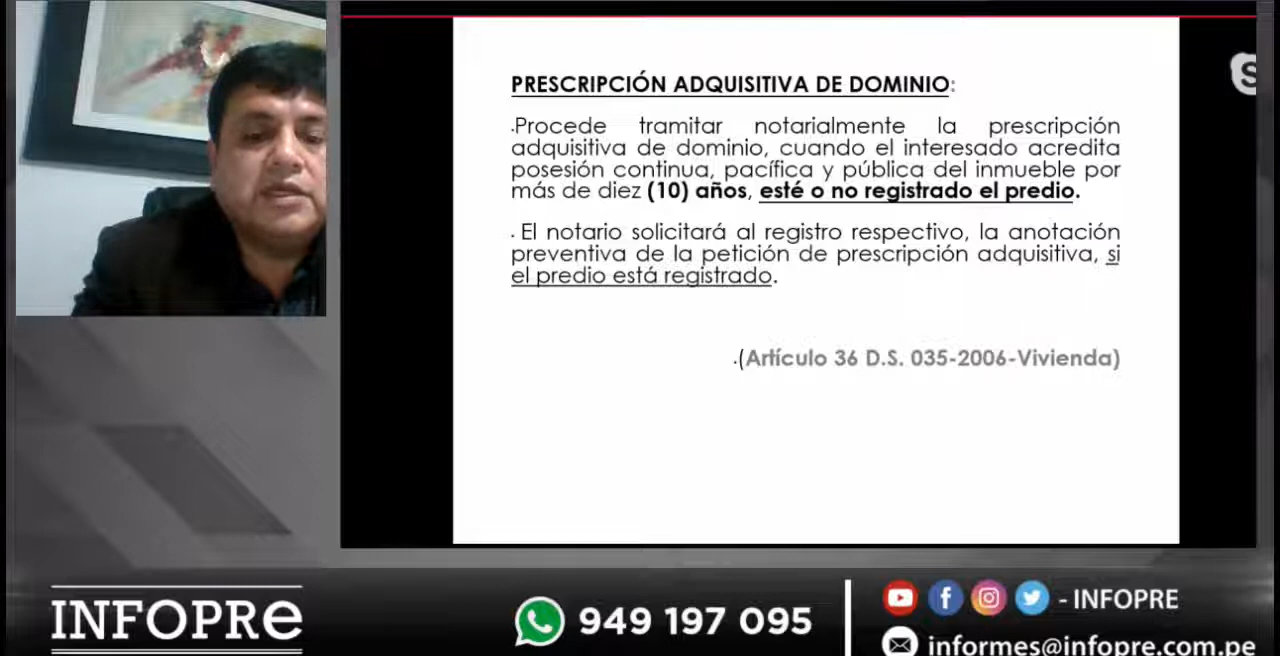 PRESCRIPCIÓN ADQUISITIVA DE DOMINIO:
.Procede tramitar notarialmente la prescripción
adquisitiva de dominio, cuando el interesado acredita
posesión continua, pacífica y pública del inmueble por
más de diez (10) años, esté o no registrado el predio.
. El notario solicitará al registro respectivo, la anotación
preventiva de la petición de prescripción adquisitiva, si
el predio está registrado.
.(Artículo 36 D.S. 035-2006-Vivienda)
S
INFOPRe
949 197 095
- INFOPRE
informes@infopre.com.pe